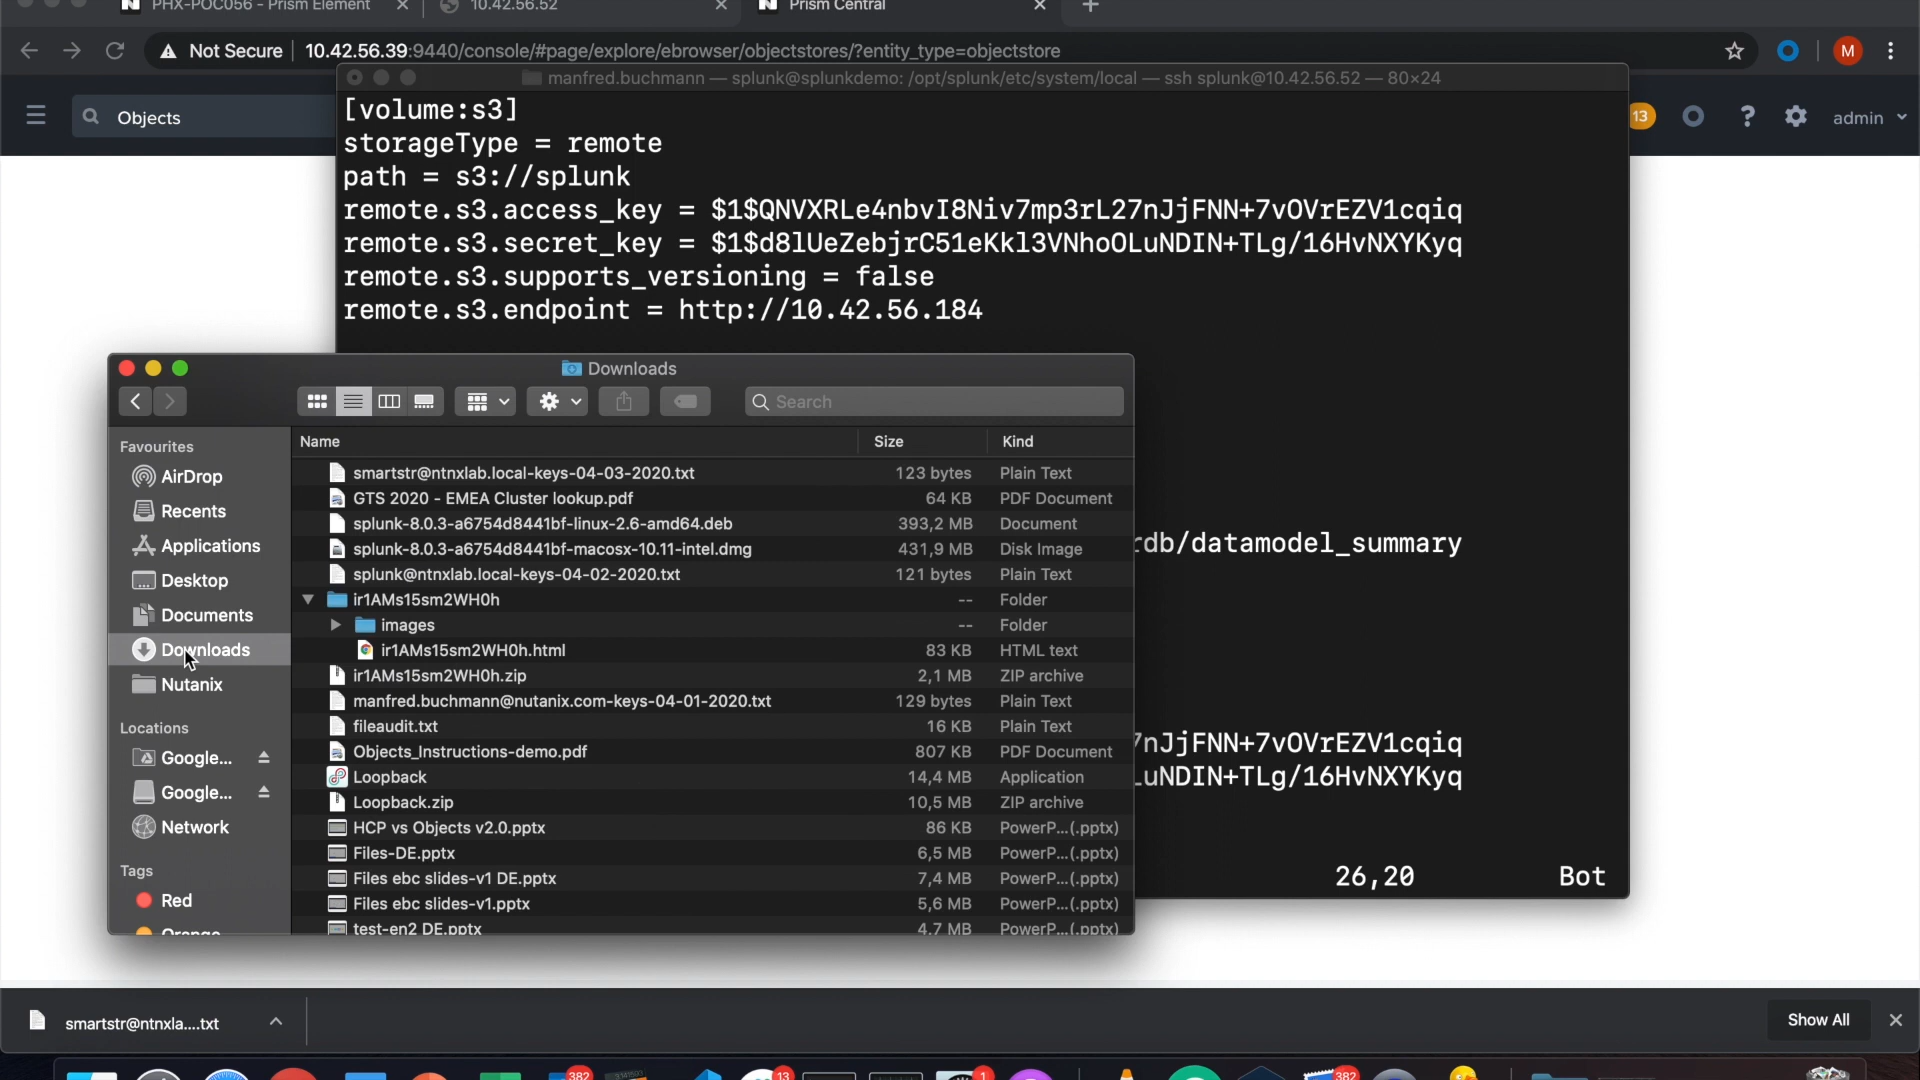 PHX-POC056 - Prism Element
10.42.56.52
Prism Central
Not Secure
10.42.56.39:9440/console/#page/explore/ebrowser/objectstores/?entity_type=objectstore
M
manfred.buchmann — splunk@splunkdemo: /opt/splunk/etc/system/local — ssh splunk@10.42.56.52 — 80×24
Objects
13
admin
[volume:s3]
storageType = remote
path = s3://splunk
remote.s3.access_key = $1$QNVXRLe4nbvI8Niv7mp3rL27nJjFNN+7vOVrEZV1cqiq
remote.s3.secret_key = $1$d8lUeZebjrC51eKkl3VNhoOLuNDIN+TLg/16HvNXYKyq
remote.s3.supports_versioning = false
remote.s3.endpoint = http://10.42.56.184
rdb/datamodel_summary
7nJjFNN+7vOVrEZV1cqiq
LuNDIN+TLg/16HvNXYKyq
26,20
Bot
Downloads
Search
Favourites
AirDrop
Recents
Applications
Desktop
Documents
Downloads
Nutanix
Locations
Google...
Google...
Network
Tags
Red
Orange
Name Size Kind
smartstr@ntnxlab.local-keys-04-03-2020.txt 123 bytes Plain Text
GTS 2020 - EMEA Cluster lookup.pdf 64 KB PDF Document
splunk-8.0.3-a6754d8441bf-linux-2.6-amd64.deb 393,2 MB Document
splunk-8.0.3-a6754d8441bf-macosx-10.11-intel.dmg 431,9 MB Disk Image
splunk@ntnxlab.local-keys-04-02-2020.txt 121 bytes Plain Text
ir1AMs15sm2WH0h -- Folder
images -- Folder
ir1AMs15sm2WH0h.html 83 KB HTML text
ir1AMs15sm2WH0h.zip 2,1 MB ZIP archive
manfred.buchmann@nutanix.com-keys-04-01-2020.txt 129 bytes Plain Text
fileaudit.txt 16 KB Plain Text
Objects_Instructions-demo.pdf 807 KB PDF Document
Loopback 14,4 MB Application
Loopback.zip 10,5 MB ZIP archive
HCP vs Objects v2.0.pptx 86 KB PowerP...(.pptx)
Files-DE.pptx 6,5 MB PowerP...(.pptx)
Files ebc slides-v1 DE.pptx 7,4 MB PowerP...(.pptx)
Files ebc slides-v1.pptx 5,6 MB PowerP...(.pptx)
test-en2 DE.pptx 4,7 MB PowerP...(.pptx)
smartstr@ntnxla....txt
Show All
382
13
1
382